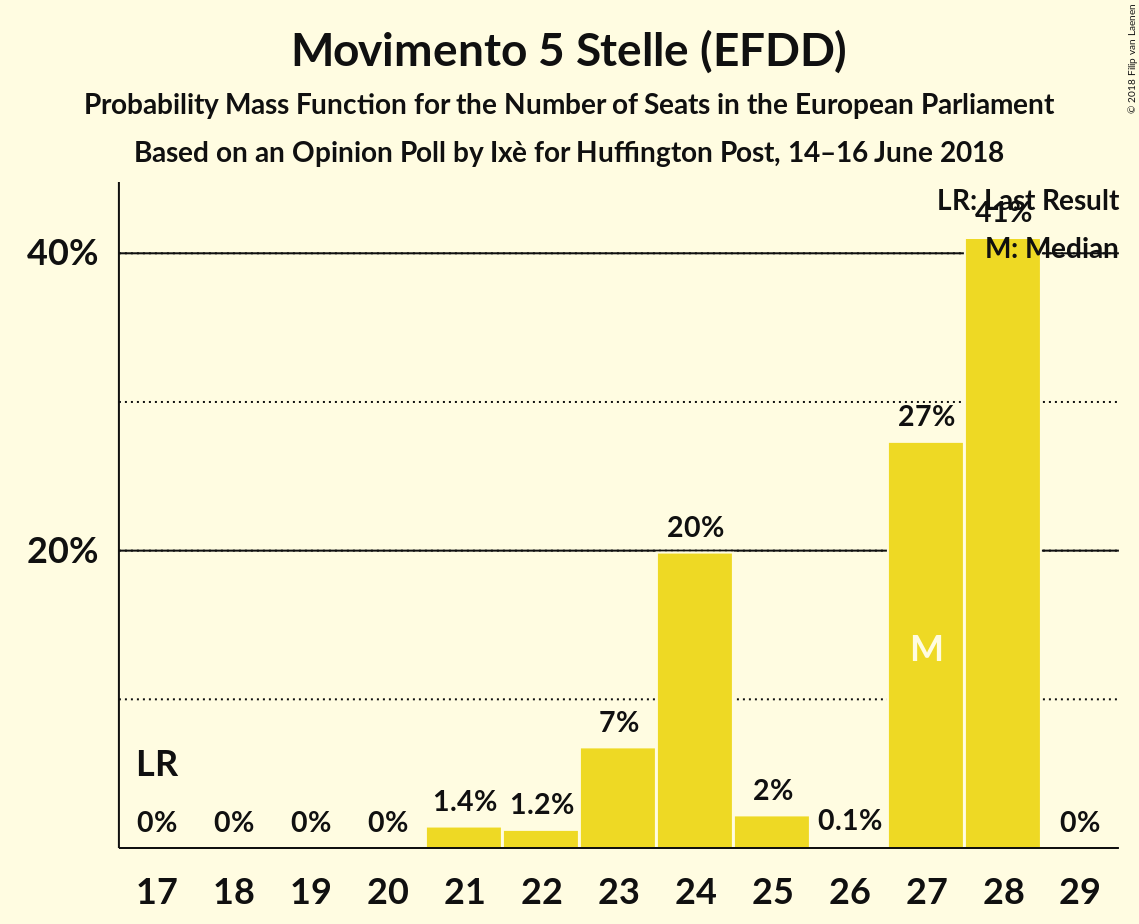 Movimento 5 Stelle (EFDD)
Probability Mass Function for the Number of Seats in the European Parliament
Based on an Opinion Poll by Ixè for Huffington Post, 14–16 June 2018
© 2018 Filip van Laenen
LR: Last Result
M: Median
40%
20%
LR
0%
0%
0%
0%
1.4%
1.2%
7%
20%
2%
0.1%
27%
M
41%
0%
17 18 19 20 21 22 23 24 25 26 27 28 29